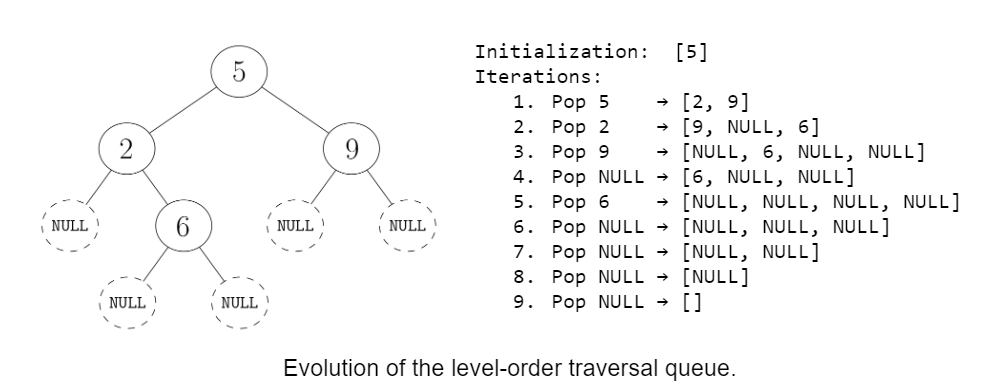 5
2
9
NULL
6
NULL
NULL
NULL
NULL
Initialization: [5]
Iterations:
1. Pop 5 → [2, 9]
2. Pop 2 → [9, NULL, 6]
3. Pop 9 → [NULL, 6, NULL, NULL]
4. Pop NULL → [6, NULL, NULL]
5. Pop 6 → [NULL, NULL, NULL, NULL]
6. Pop NULL → [NULL, NULL, NULL]
7. Pop NULL → [NULL, NULL]
8. Pop NULL → [NULL]
9. Pop NULL → []
Evolution of the level-order traversal queue.